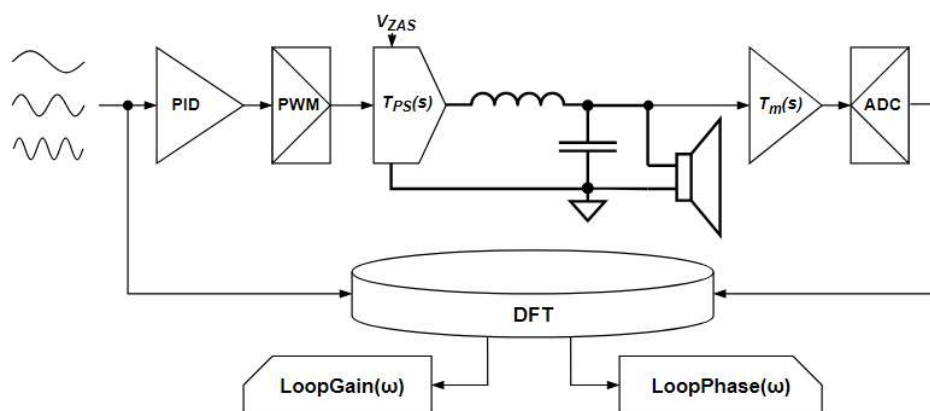 V_ZAS
PID
PWM
T_PS(s)
T_m(s)
ADC
DFT
LoopGain(ω)
LoopPhase(ω)